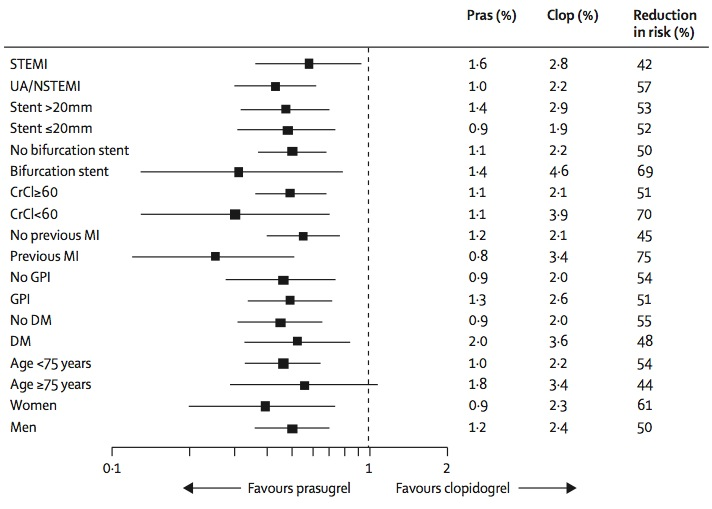 Pras (%) Clop (%) Reduction
in risk (%)
STEMI 1·6 2·8 42
UA/NSTEMI 1·0 2·2 57
Stent >20mm 1·4 2·9 53
Stent ≤20mm 0·9 1·9 52
No bifurcation stent 1·1 2·2 50
Bifurcation stent 1·4 4·6 69
CrCl≥60 1·1 2·1 51
CrCl<60 1·1 3·9 70
No previous MI 1·2 2·1 45
Previous MI 0·8 3·4 75
No GPI 0·9 2·0 54
GPI 1·3 2·6 51
No DM 0·9 2·0 55
DM 2·0 3·6 48
Age <75 years 1·0 2·2 54
Age ≥75 years 1·8 3·4 44
Women 0·9 2·3 61
Men 1·2 2·4 50
0·1 1 2
Favours prasugrel Favours clopidogrel